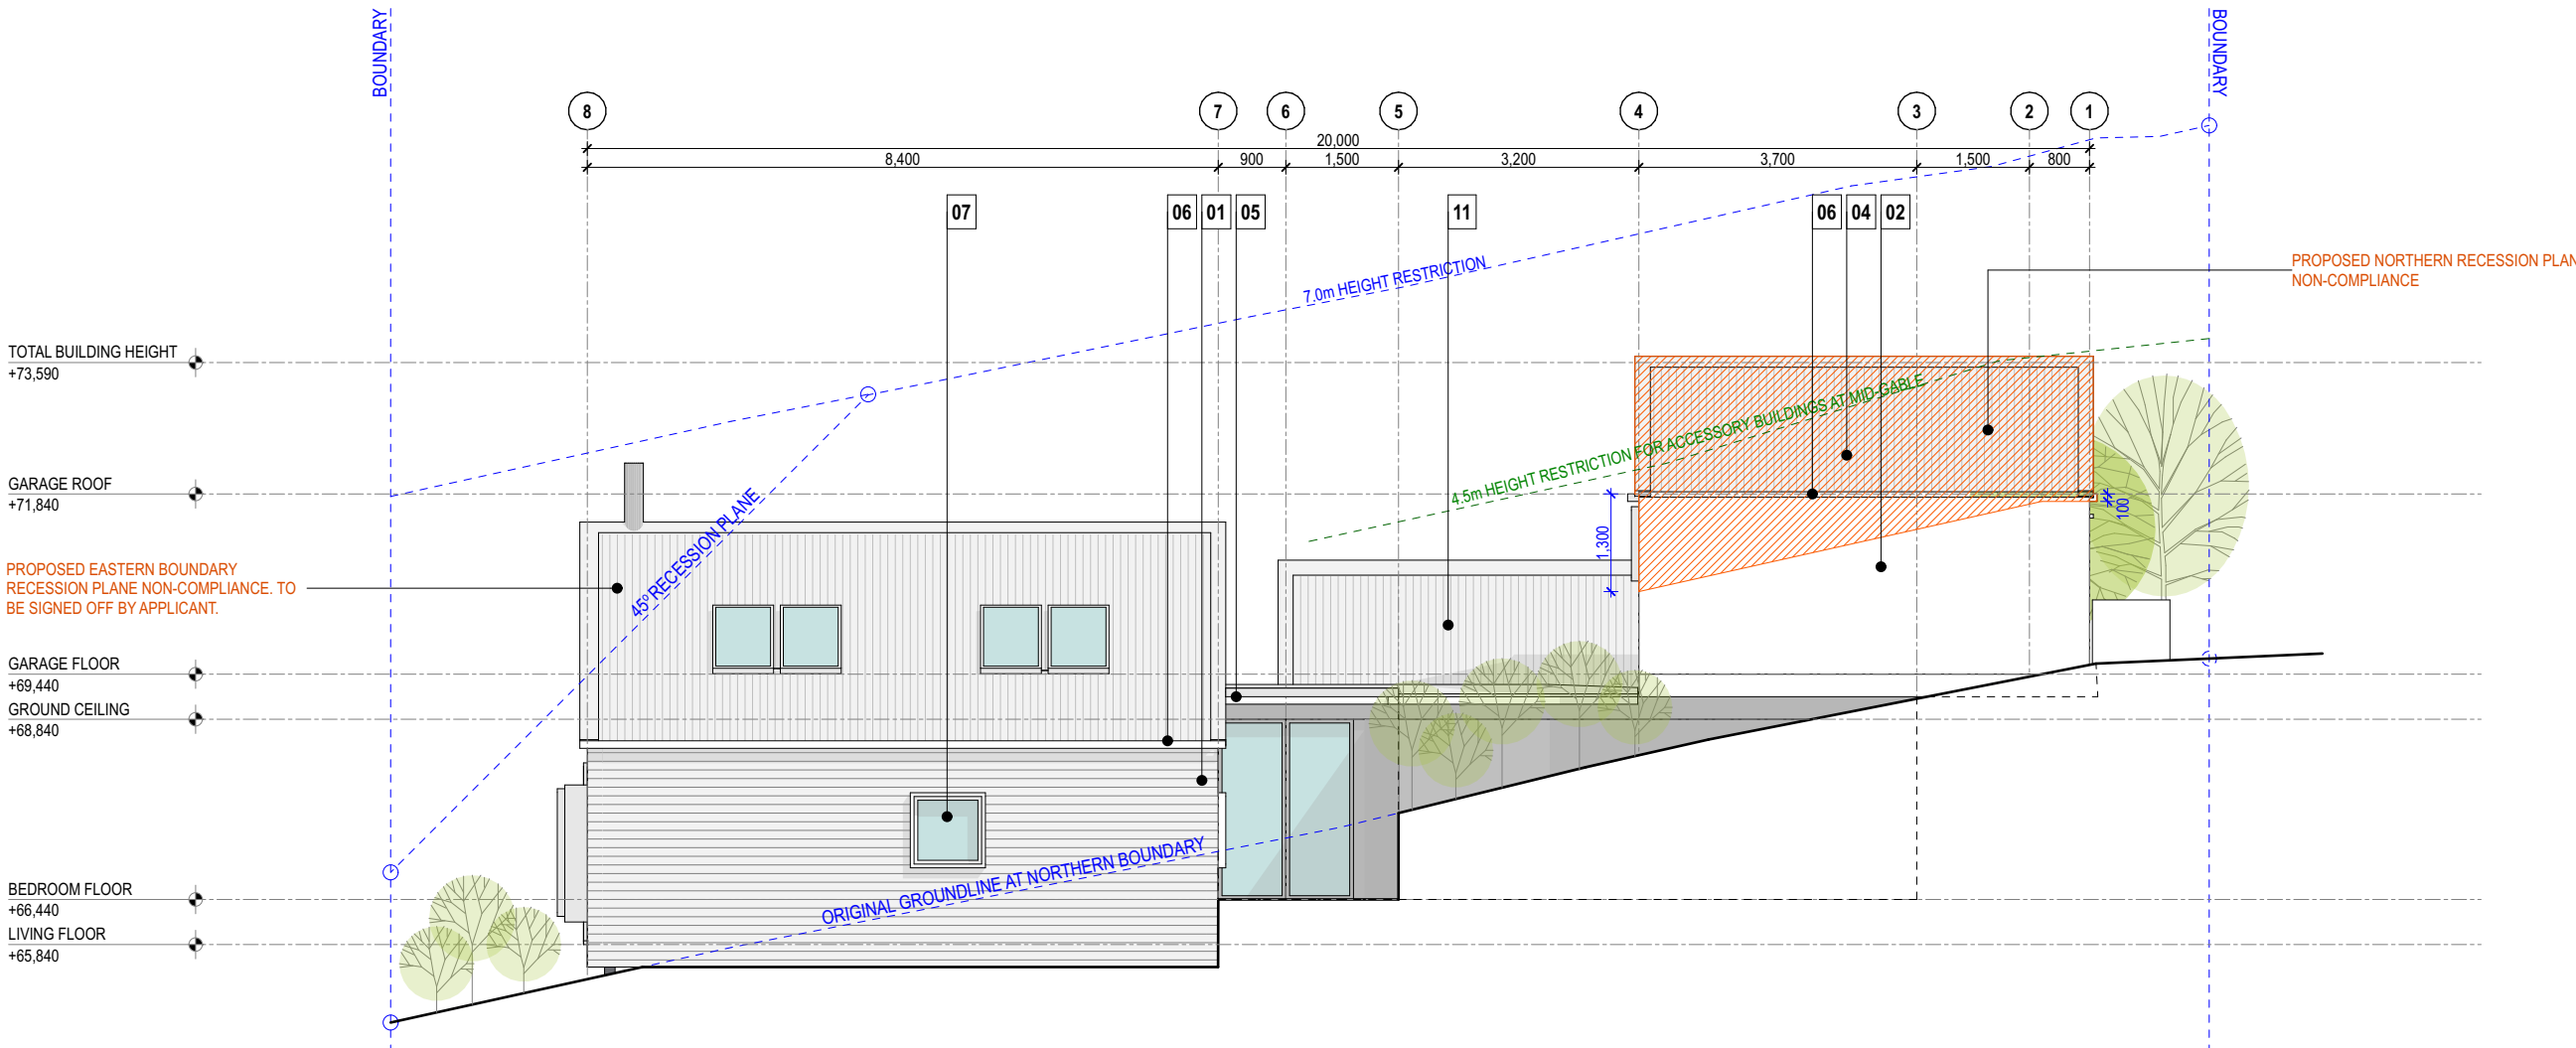 BOUNDARY
BOUNDARY
8
7
6
5
4
3
2
1
20,000
8,400
900
1,500
3,200
3,700
1,500
800
07
06
01
05
11
06
04
02
7.0m HEIGHT RESTRICTION
PROPOSED NORTHERN RECESSION PLAN
NON-COMPLIANCE
TOTAL BUILDING HEIGHT
+73,590
4.5m HEIGHT RESTRICTION FOR ACCESSORY BUILDINGS AT MID-GABLE
GARAGE ROOF
+71,840
100
1,300
45° RECESSION PLANE
PROPOSED EASTERN BOUNDARY
RECESSION PLANE NON-COMPLIANCE. TO
BE SIGNED OFF BY APPLICANT.
GARAGE FLOOR
+69,440
GROUND CEILING
+68,840
ORIGINAL GROUNDLINE AT NORTHERN BOUNDARY
BEDROOM FLOOR
+66,440
LIVING FLOOR
+65,840